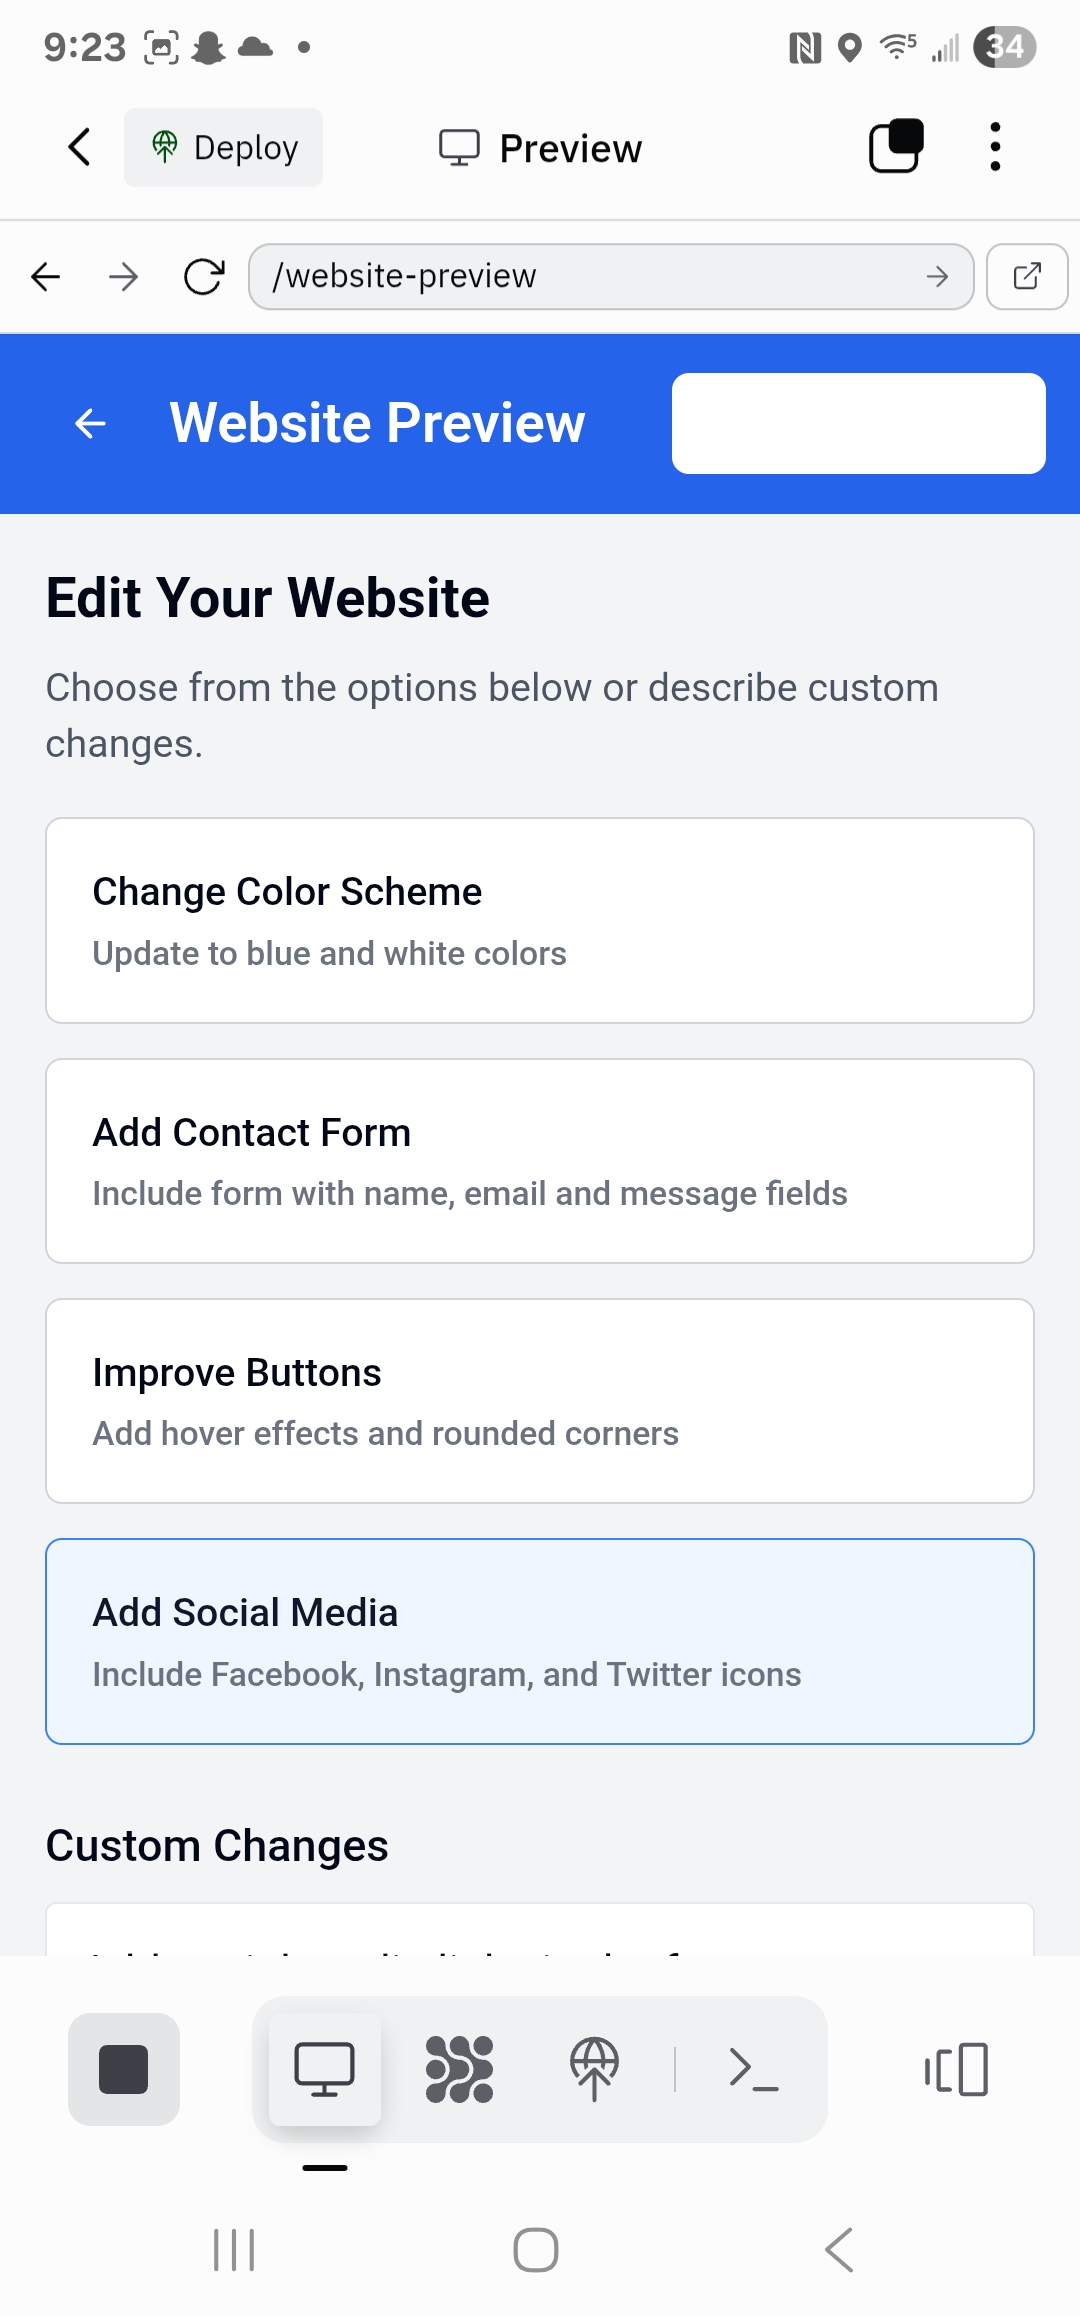 9:23
5
34
Deploy
Preview
/website-preview
Website Preview
Edit Your Website
Choose from the options below or describe custom
changes.
Change Color Scheme
Update to blue and white colors
Add Contact Form
Include form with name, email and message fields
Improve Buttons
Add hover effects and rounded corners
Add Social Media
Include Facebook, Instagram, and Twitter icons
Custom Changes